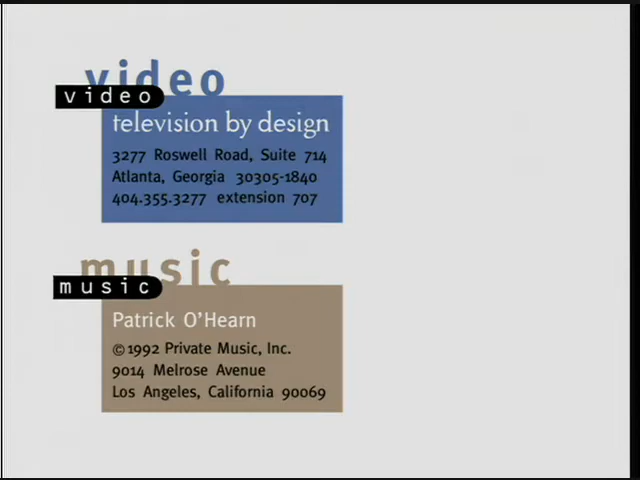 video
video
television by design
3277 Roswell Road, Suite 714
Atlanta, Georgia 30305-1840
404.355.3277 extension 707
music
music
Patrick O'Hearn
©1992 Private Music, Inc.
9014 Melrose Avenue
Los Angeles, California 90069